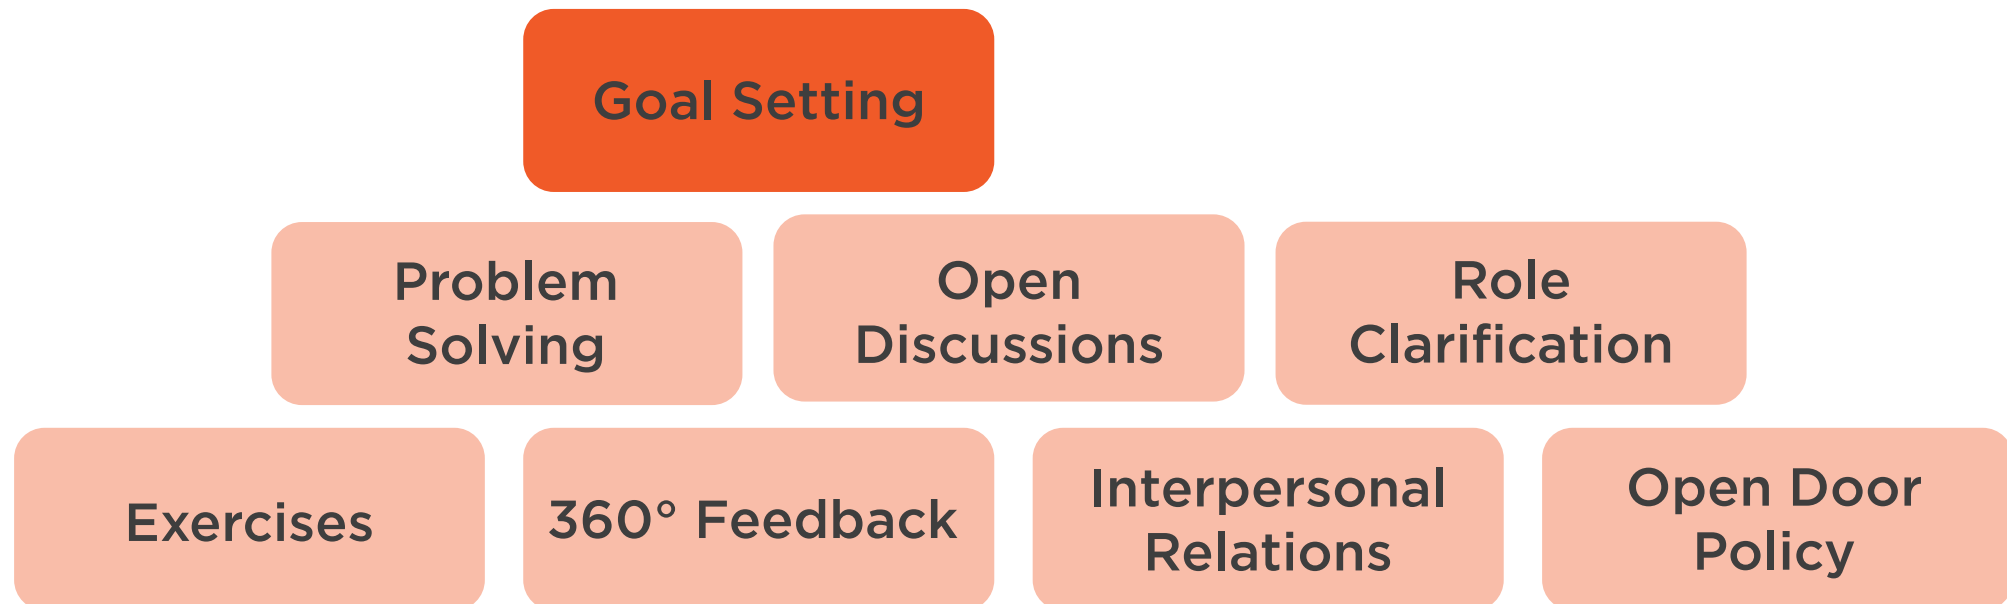 Goal Setting
Problem
Solving
Open
Discussions
Role
Clarification
Exercises
360° Feedback
Interpersonal
Relations
Open Door
Policy